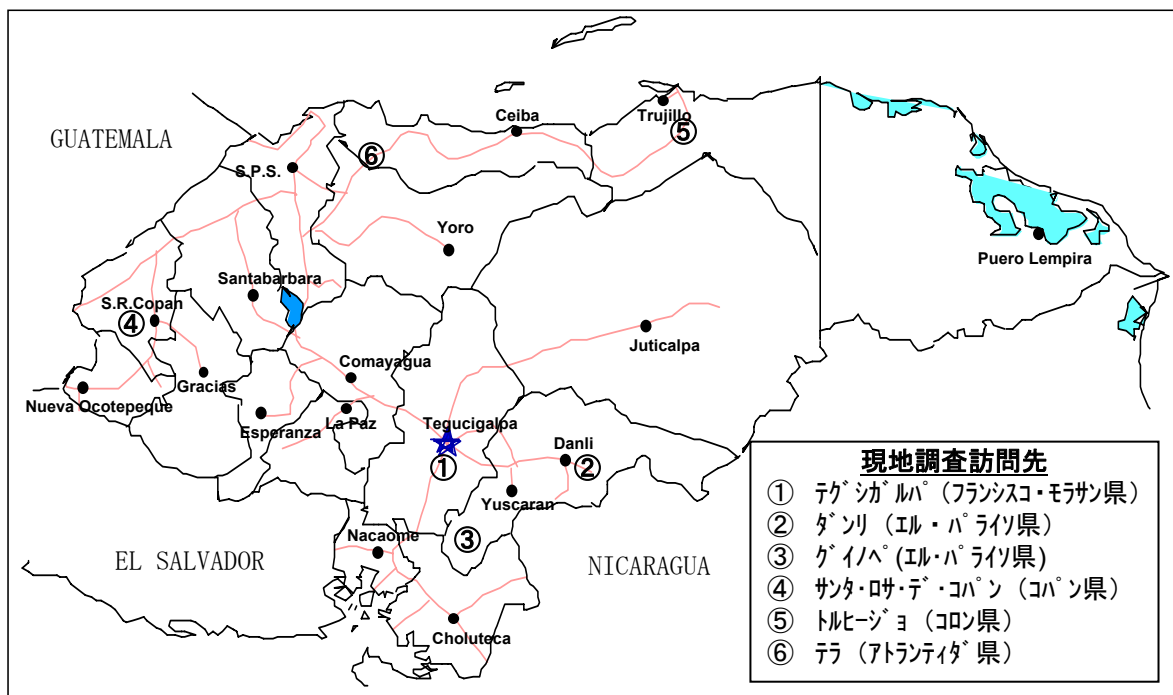 Ceiba
Trujillo
⑤
GUATEMALA
⑥
S.P.S.
Yoro
Puero Lempira
Santabarbara
S.R.Copan
④
Juticalpa
Comayagua
Gracias
Nueva Ocotepeque
Esperanza
La Paz
Tegucigalpa
①
Danli
②
Yuscaran
③
Nacaome
EL SALVADOR
NICARAGUA
Choluteca
現地調査訪問先
① ﾃｸﾞｼｶﾞﾙﾊﾟ（ﾌﾗﾝｼｽｺ・ﾓﾗｻﾝ県）
② ﾀﾞﾝﾘ（ｴﾙ・ﾊﾟﾗｲｿ県）
③ ｸﾞｲﾉﾍﾟ(ｴﾙ・ﾊﾟﾗｲｿ県)
④ ｻﾝﾀ・ﾛｻ・ﾃﾞ・ｺﾊﾟﾝ（ｺﾊﾟﾝ県）
⑤ ﾄﾙﾋｰｼﾞｮ（ｺﾛﾝ県）
⑥ ﾃﾗ（ｱﾄﾗﾝﾃｨﾀﾞ県）